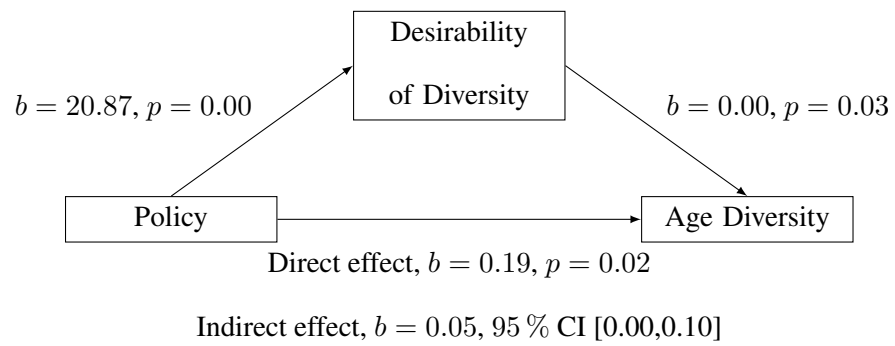 Desirability
of Diversity
b = 20.87, p = 0.00
b = 0.00, p = 0.03
Policy
Age Diversity
Direct effect, b = 0.19, p = 0.02
Indirect effect, b = 0.05, 95 % CI [0.00,0.10]